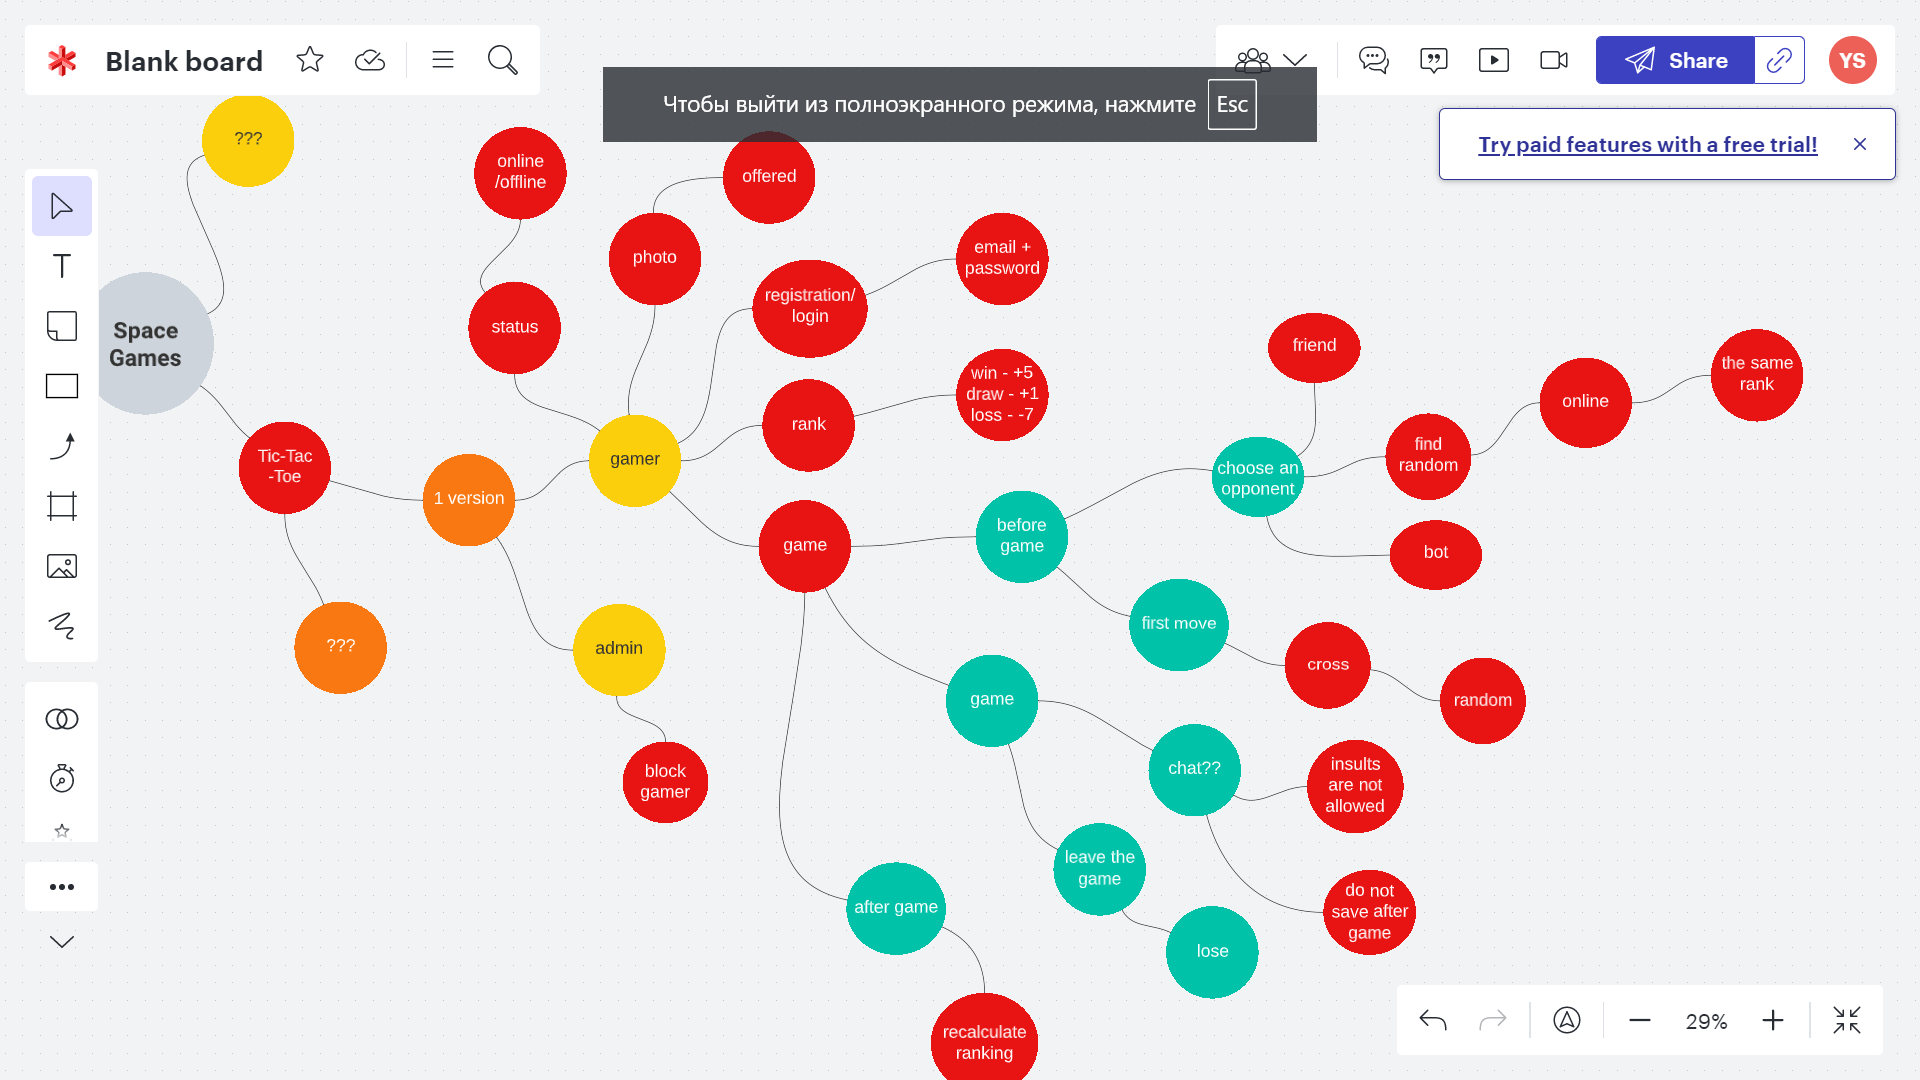 Blank board
Share
YS
Чтобы выйти из полноэкранного режима, нажмите Esc
Try paid features with a free trial!
???
online
/offline
offered
photo
email +
password
registration/
login
status
Space
Games
friend
the same
rank
win - +5
draw - +1
loss - -7
online
rank
find
random
gamer
Tic-Tac
-Toe
choose an
opponent
1 version
before
game
game
bot
first move
???
admin
cross
game
random
chat??
block
gamer
insults
are not
allowed
leave the
game
after game
do not
save after
game
lose
recalculate
ranking
T
29%